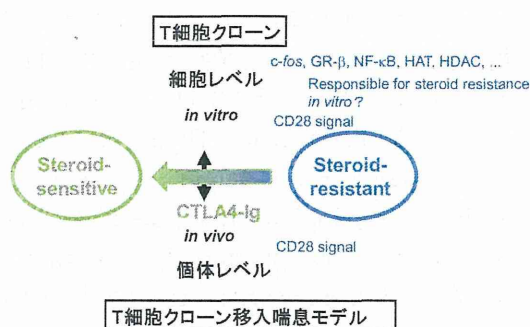 T細胞クローン
c-fos, GR-β, NF-κB, HAT, HDAC, ...
細胞レベル
Responsible for steroid resistance
in vitro?
in vitro
CD28 signal
Steroid-
sensitive
Steroid-
resistant
CTLA4-Ig
in vivo
CD28 signal
個体レベル
T細胞クローン移入喘息モデル